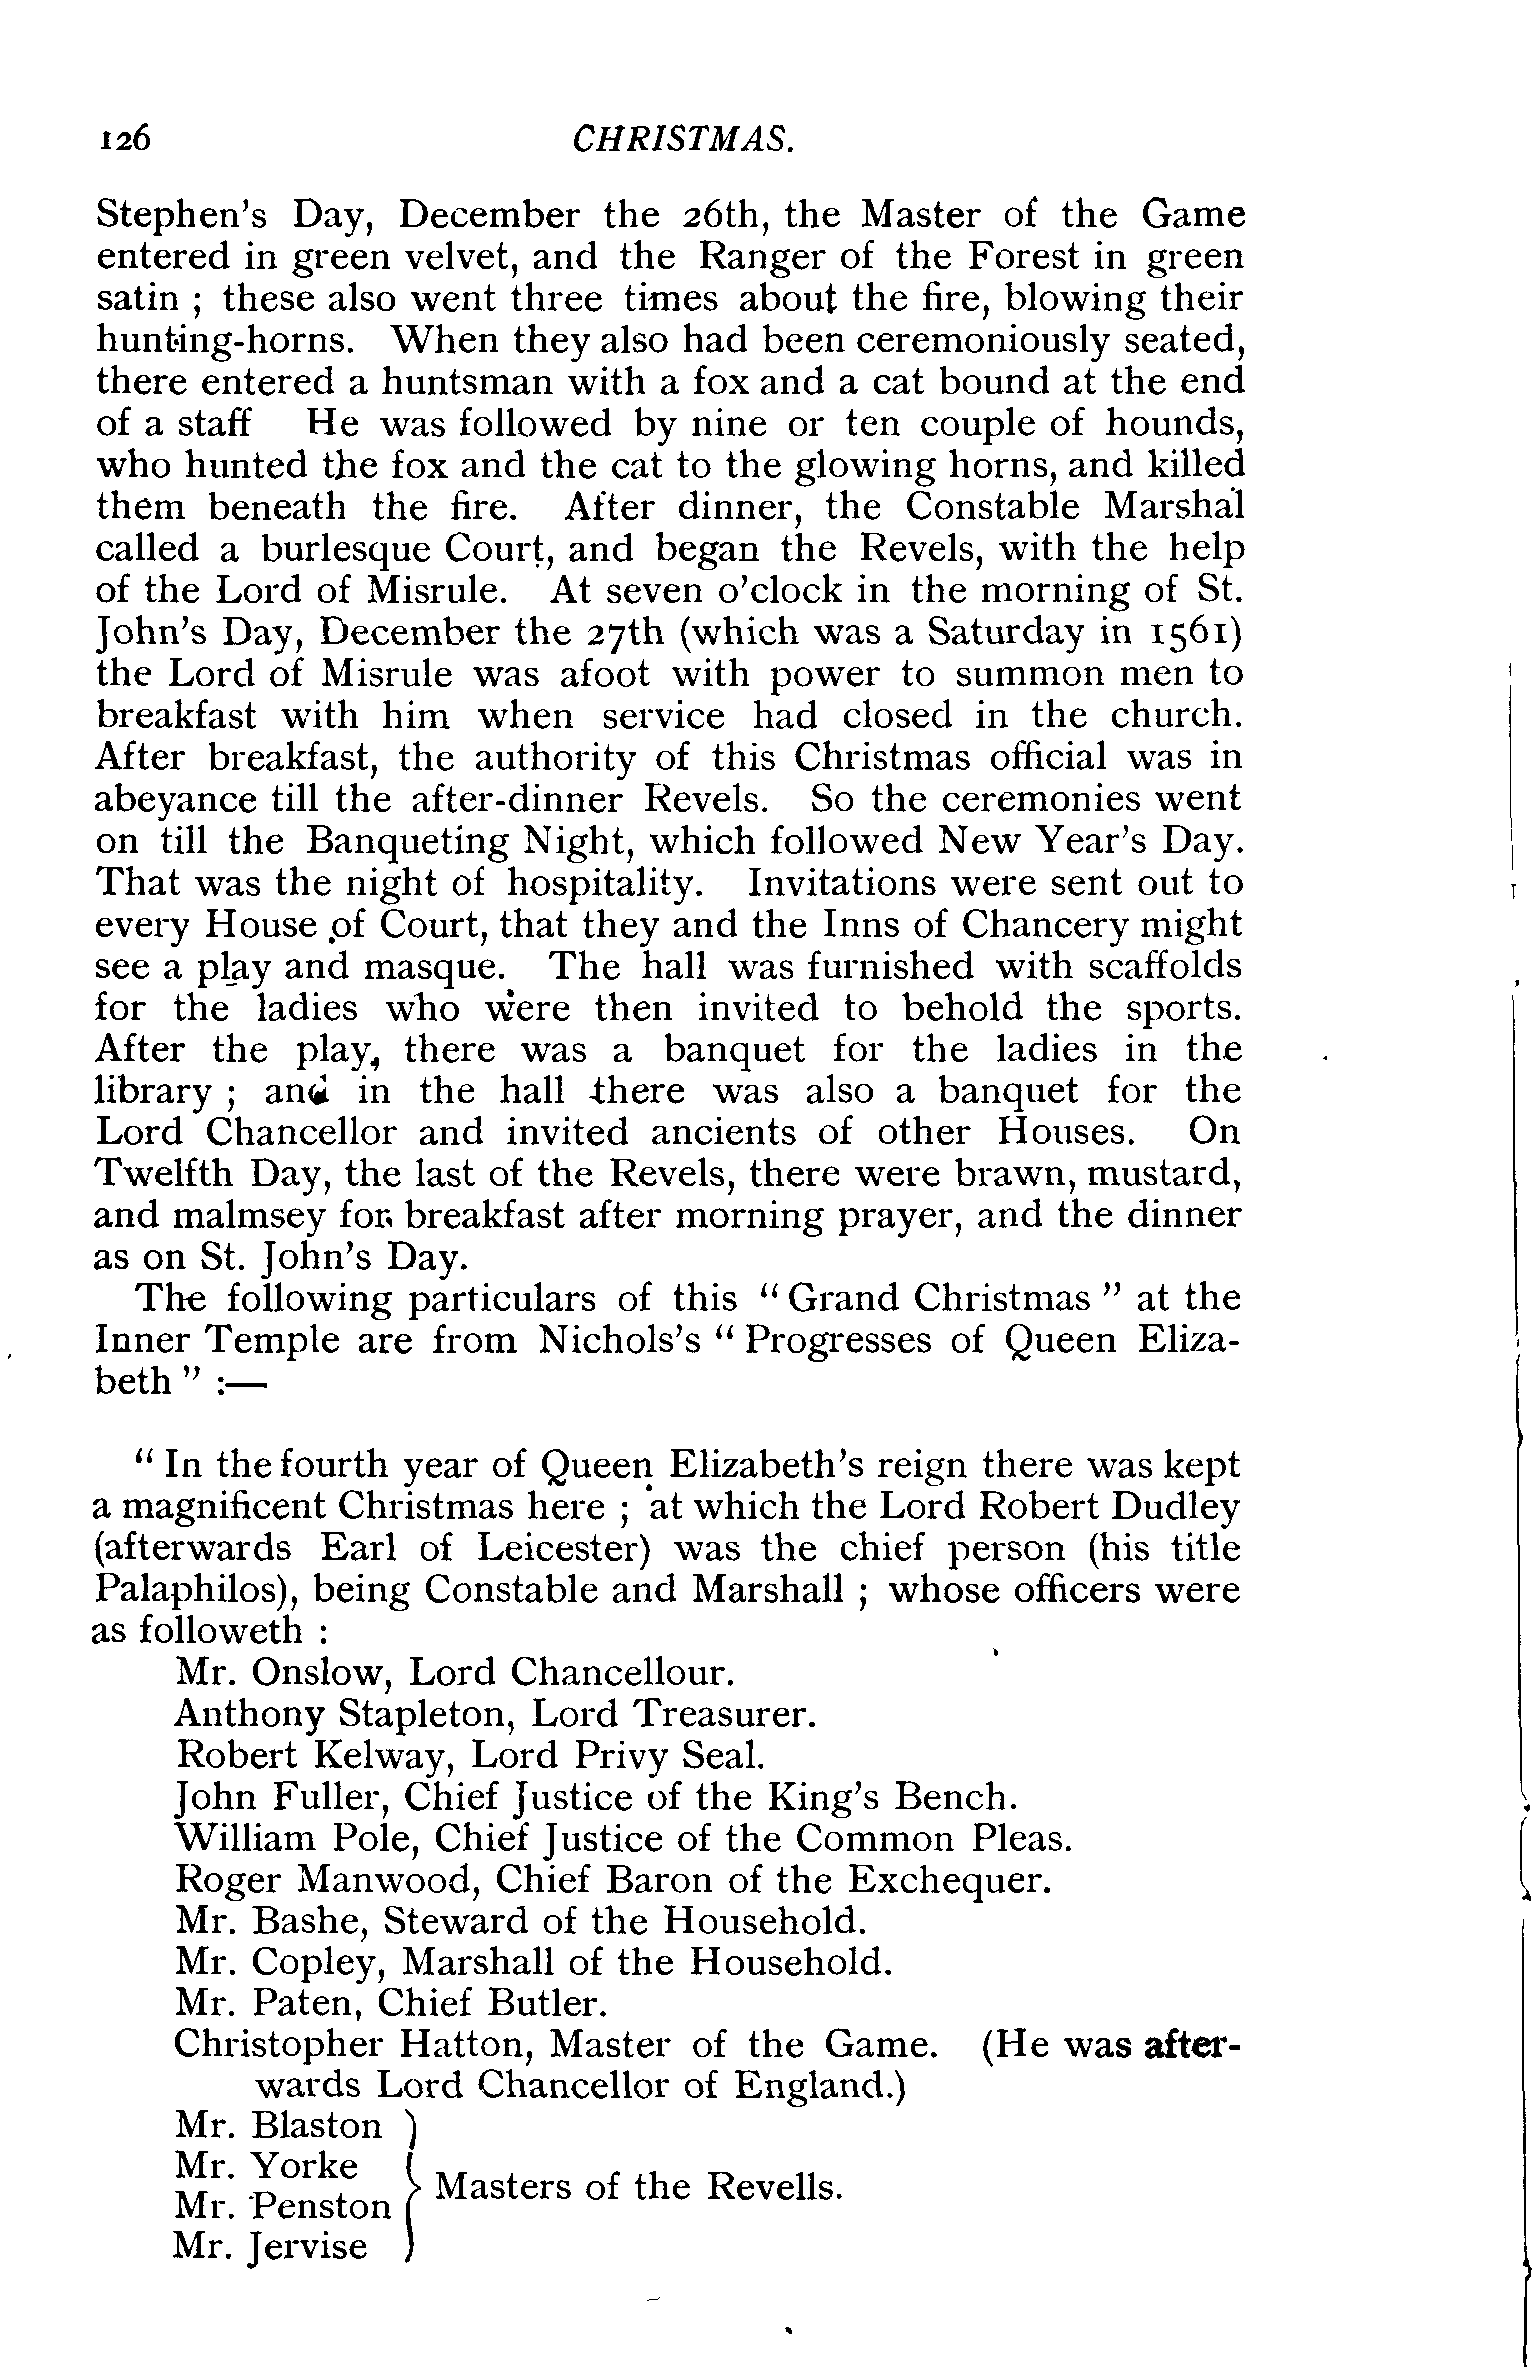 126 CHRISTMAS.
Stephen's Day, December the 26th, the Master of the Game
entered in green velvet, and the Ranger of the Forest in green
satin ; these also went three times about the fire, blowing their
hunting-horns. When they also had been ceremoniously seated,
there entered a huntsman with a fox and a cat bound at the end
of a staff He was followed by nine or ten couple of hounds,
who hunted the fox and the cat to the glowing horns, and killed
them beneath the fire. After dinner, the Constable Marshal
called a burlesque Court, and began the Revels, with the help
of the Lord of Misrule. At seven o'clock in the morning of St.
John's Day, December the 27th (which was a Saturday in 1561)
the Lord of Misrule was afoot with power to summon men to
breakfast with him when service had closed in the church.
After breakfast, the authority of this Christmas official was in
abeyance till the after-dinner Revels. So the ceremonies went
on till the Banqueting Night, which followed New Year's Day.
That was the night of hospitality. Invitations were sent out to
every House of Court, that they and the Inns of Chancery might
see a play and masque. The hall was furnished with scaffolds
for the ladies who were then invited to behold the sports.
After the play, there was a banquet for the ladies in the
library ; and in the hall there was also a banquet for the
Lord Chancellor and invited ancients of other Houses. On
Twelfth Day, the last of the Revels, there were brawn, mustard,
and malmsey for breakfast after morning prayer, and the dinner
as on St. John's Day.
The following particulars of this "Grand Christmas" at the
Inner Temple are from Nichols's "Progresses of Queen Eliza-
beth" :—
"In the fourth year of Queen Elizabeth's reign there was kept
a magnificent Christmas here ; at which the Lord Robert Dudley
(afterwards Earl of Leicester) was the chief person (his title
Palaphilos), being Constable and Marshall ; whose officers were
as followeth :
Mr. Onslow, Lord Chancellour.
Anthony Stapleton, Lord Treasurer.
Robert Kelway, Lord Privy Seal.
John Fuller, Chief Justice of the King's Bench.
William Pole, Chief Justice of the Common Pleas.
Roger Manwood, Chief Baron of the Exchequer.
Mr. Bashe, Steward of the Household.
Mr. Copley, Marshall of the Household.
Mr. Paten, Chief Butler.
Christopher Hatton, Master of the Game. (He was after-
wards Lord Chancellor of England.)
Mr. Blaston
Mr. Yorke
Mr. Penston
Mr. Jervise
Masters of the Revells.